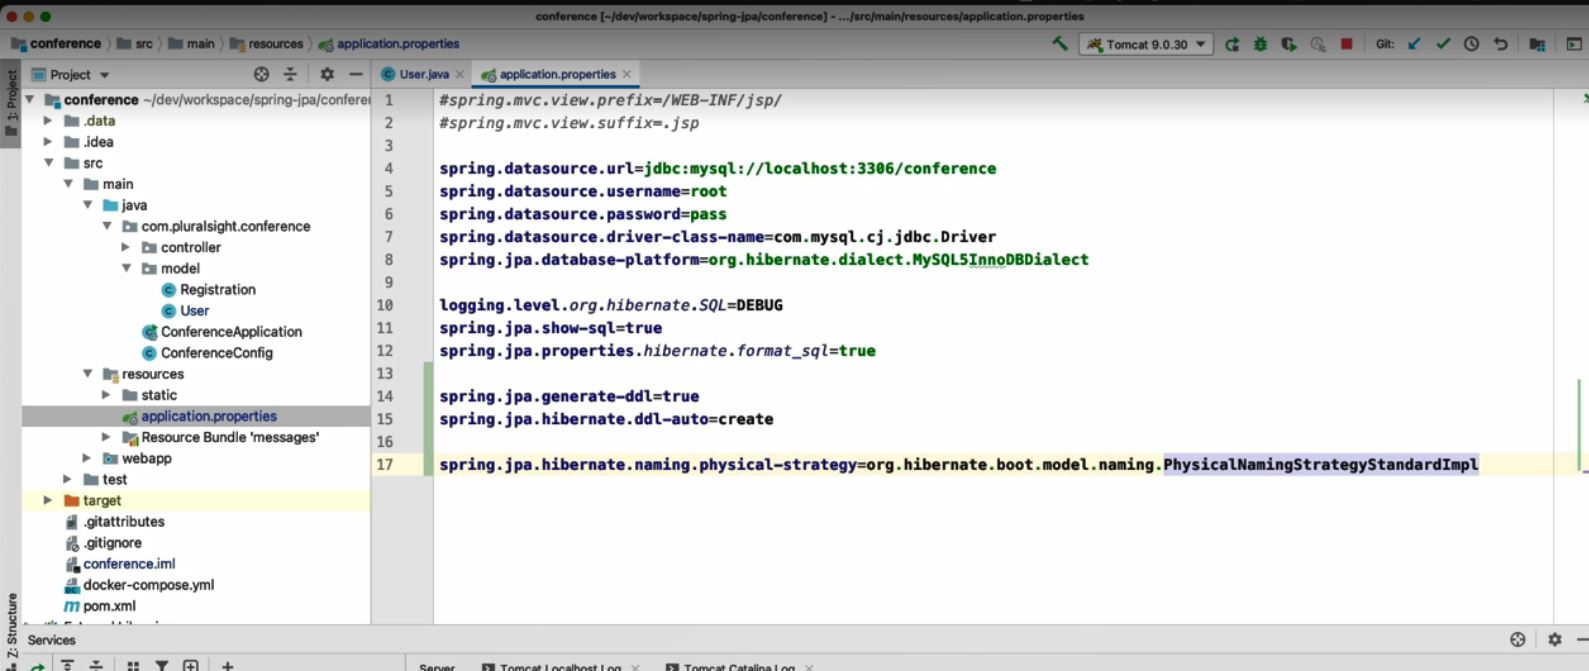 conference [~/dev/workspace/spring-jpa/conference] - .../src/main/resources/application.properties
conference src main resources application.properties
Tomcat 9.0.30 Git:
1: Project
Project
User.java application.properties
conference ~/dev/workspace/spring-jpa/conferer
.data
.idea
src
main
java
com.pluralsight.conference
controller
model
Registration
User
ConferenceApplication
ConferenceConfig
resources
static
application.properties
Resource Bundle 'messages'
webapp
test
target
.gitattributes
.gitignore
conference.iml
docker-compose.yml
pom.xml
1 #spring.mvc.view.prefix=/WEB-INF/jsp/
2 #spring.mvc.view.suffix=.jsp
3
4 spring.datasource.url=jdbc:mysql://localhost:3306/conference
5 spring.datasource.username=root
6 spring.datasource.password=pass
7 spring.datasource.driver-class-name=com.mysql.cj.jdbc.Driver
8 spring.jpa.database-platform=org.hibernate.dialect.MySQL5InnoDBDialect
9
10 logging.level.org.hibernate.SQL=DEBUG
11 spring.jpa.show-sql=true
12 spring.jpa.properties.hibernate.format_sql=true
13
14 spring.jpa.generate-ddl=true
15 spring.jpa.hibernate.ddl-auto=create
16
17 spring.jpa.hibernate.naming.physical-strategy=org.hibernate.boot.model.naming.PhysicalNamingStrategyStandardImpl
Z: Structure
Services
Server Tomcat Localhost Log Tomcat Catalina Log